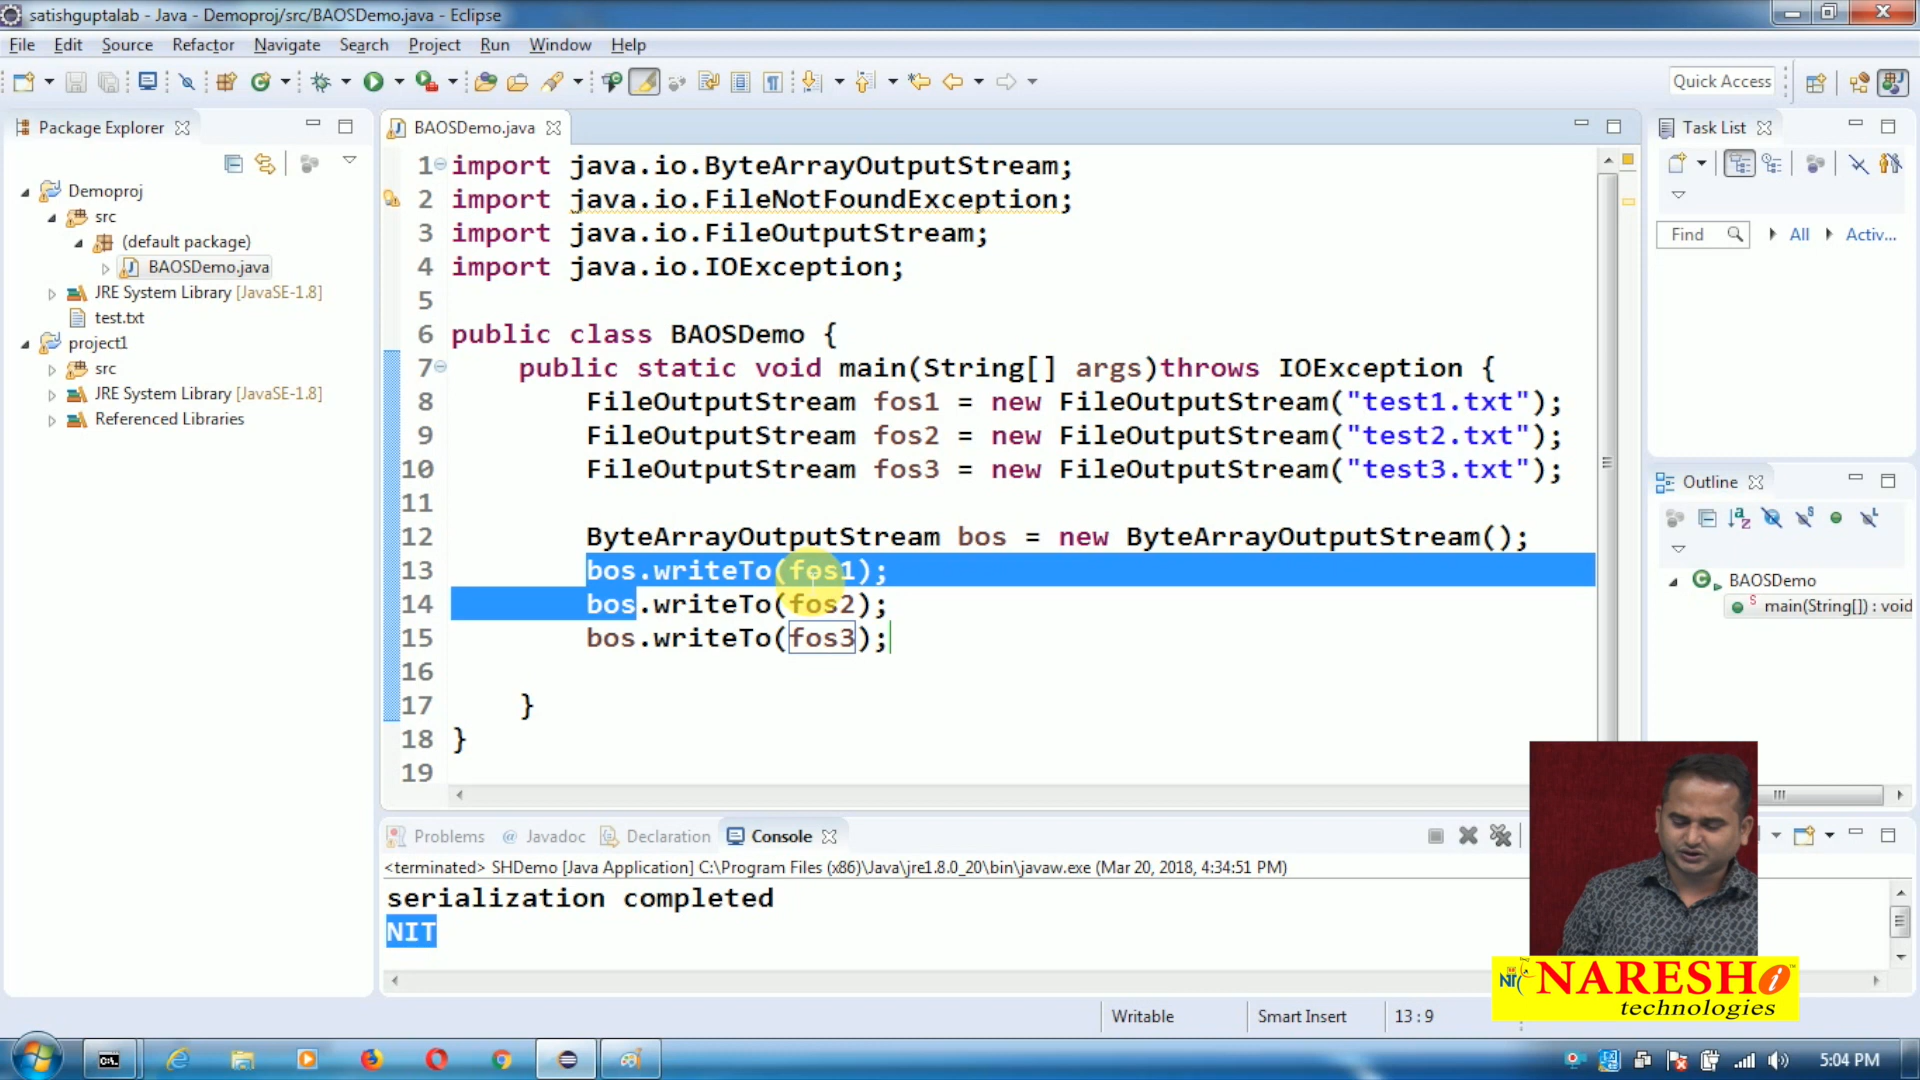 satishguptalab - Java - Demoproj/src/BAOSDemo.java - Eclipse
File Edit Source Refactor Navigate Search Project Run Window Help
Quick Access
Package Explorer
Demoproj
src
(default package)
BAOSDemo.java
JRE System Library [JavaSE-1.8]
test.txt
project1
src
JRE System Library [JavaSE-1.8]
Referenced Libraries
BAOSDemo.java
1 import java.io.ByteArrayOutputStream;
2 import java.io.FileNotFoundException;
3 import java.io.FileOutputStream;
4 import java.io.IOException;
5
6 public class BAOSDemo {
7 public static void main(String[] args)throws IOException {
8 FileOutputStream fos1 = new FileOutputStream("test1.txt");
9 FileOutputStream fos2 = new FileOutputStream("test2.txt");
10 FileOutputStream fos3 = new FileOutputStream("test3.txt");
11
12 ByteArrayOutputStream bos = new ByteArrayOutputStream();
13 bos.writeTo(fos1);
14 bos.writeTo(fos2);
15 bos.writeTo(fos3);
16
17 }
18 }
19
Task List
Find All Activ...
Outline
BAOSDemo
main(String[]) : void
Problems @ Javadoc Declaration Console
<terminated> SHDemo [Java Application] C:\Program Files (x86)\Java\jre1.8.0_20\bin\javaw.exe (Mar 20, 2018, 4:34:51 PM)
serialization completed
NIT
NARESH i
technologies
Writable Smart Insert 13 : 9
5:04 PM